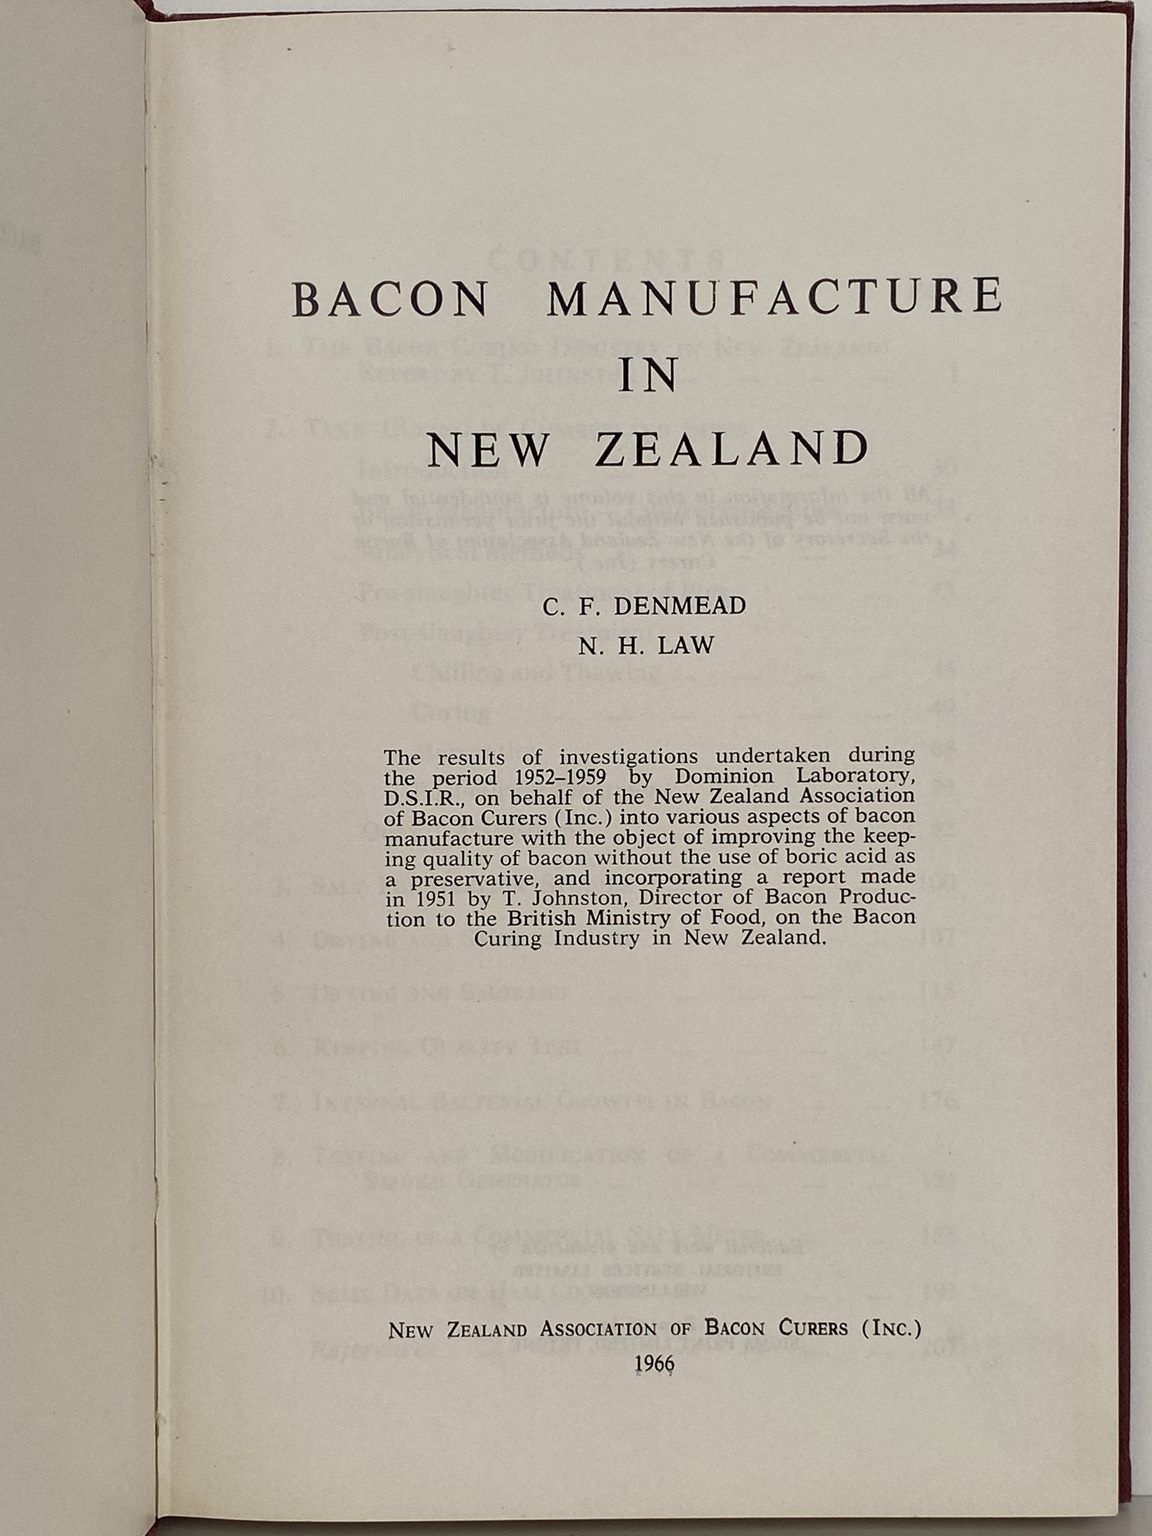 BACON MANUFACTURE
IN
NEW ZEALAND
C. F. DENMEAD
N. H. LAW
The results of investigations undertaken during
the period 1952–1959 by Dominion Laboratory,
D.S.I.R., on behalf of the New Zealand Association
of Bacon Curers (Inc.) into various aspects of bacon
manufacture with the object of improving the keep-
ing quality of bacon without the use of boric acid as
a preservative, and incorporating a report made
in 1951 by T. Johnston, Director of Bacon Produc-
tion to the British Ministry of Food, on the Bacon
Curing Industry in New Zealand.
NEW ZEALAND ASSOCIATION OF BACON CURERS (INC.)
1966